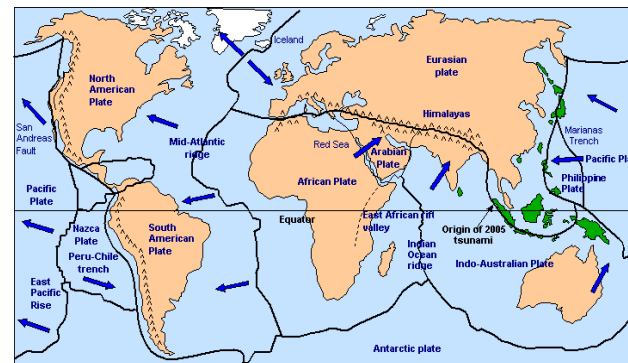 Iceland
Eurasian
plate
North
American
Plate
Himalayas
San
Andreas
Fault
Mid-Atlantic
ridge
Red Sea
Arabian
Plate
Marianas
Trench
Pacific Pl
Pacific
Plate
African Plate
Philippine
Plate
Equator
East African rift
valley
Origin of 2005
tsunami
Nazca
Plate
South
American
Plate
Peru-Chile
trench
Indian
Ocean
ridge
Indo-Australian Plate
East
Pacific
Rise
Antarctic plate